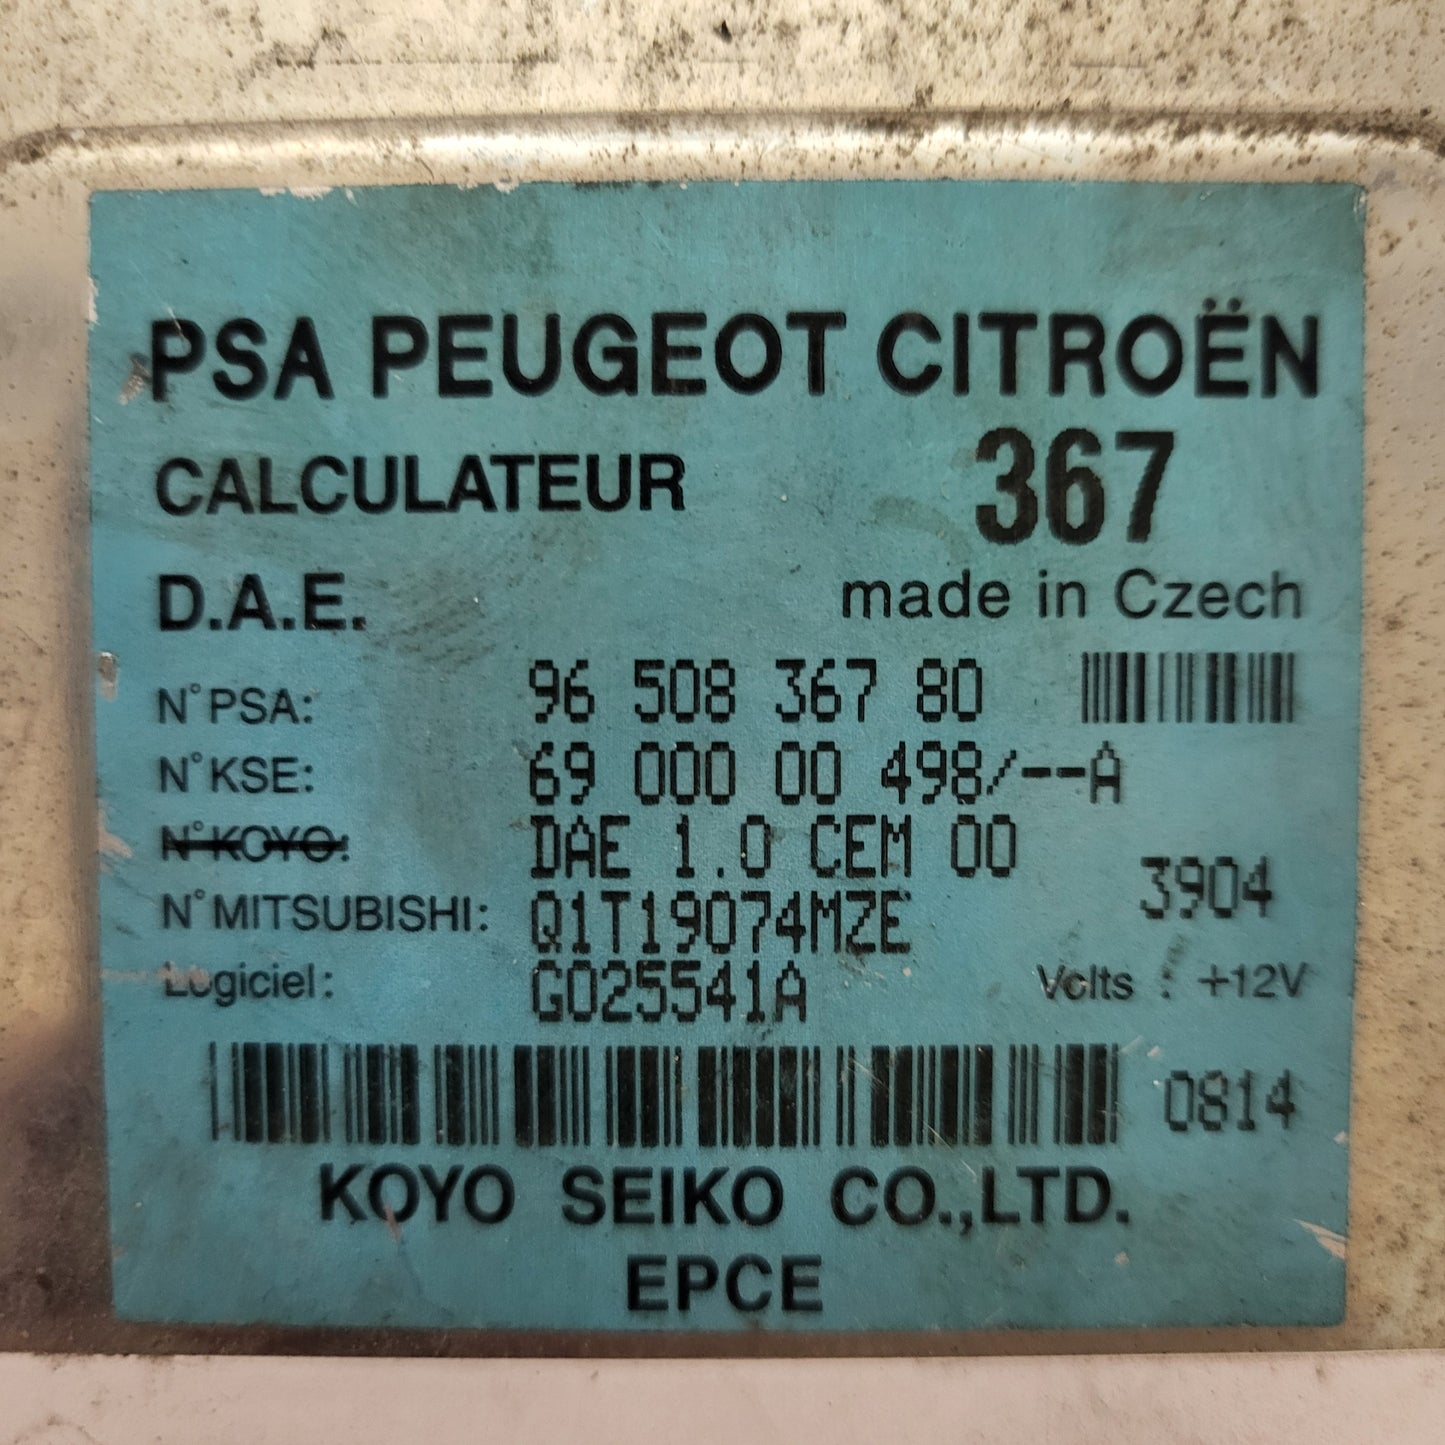 PSA PEUGEOT CITROËN
CALCULATEUR 367
D.A.E. made in Czech
N°PSA: 96 508 367 80
N°KSE: 69 000 00 498/--A
N°KOYO: DAE 1.0 CEM 00
3904
N°MITSUBISHI: Q1T19074MZE
Logiciel: G025541A Volts : +12V
0814
KOYO SEIKO CO.,LTD.
EPCE